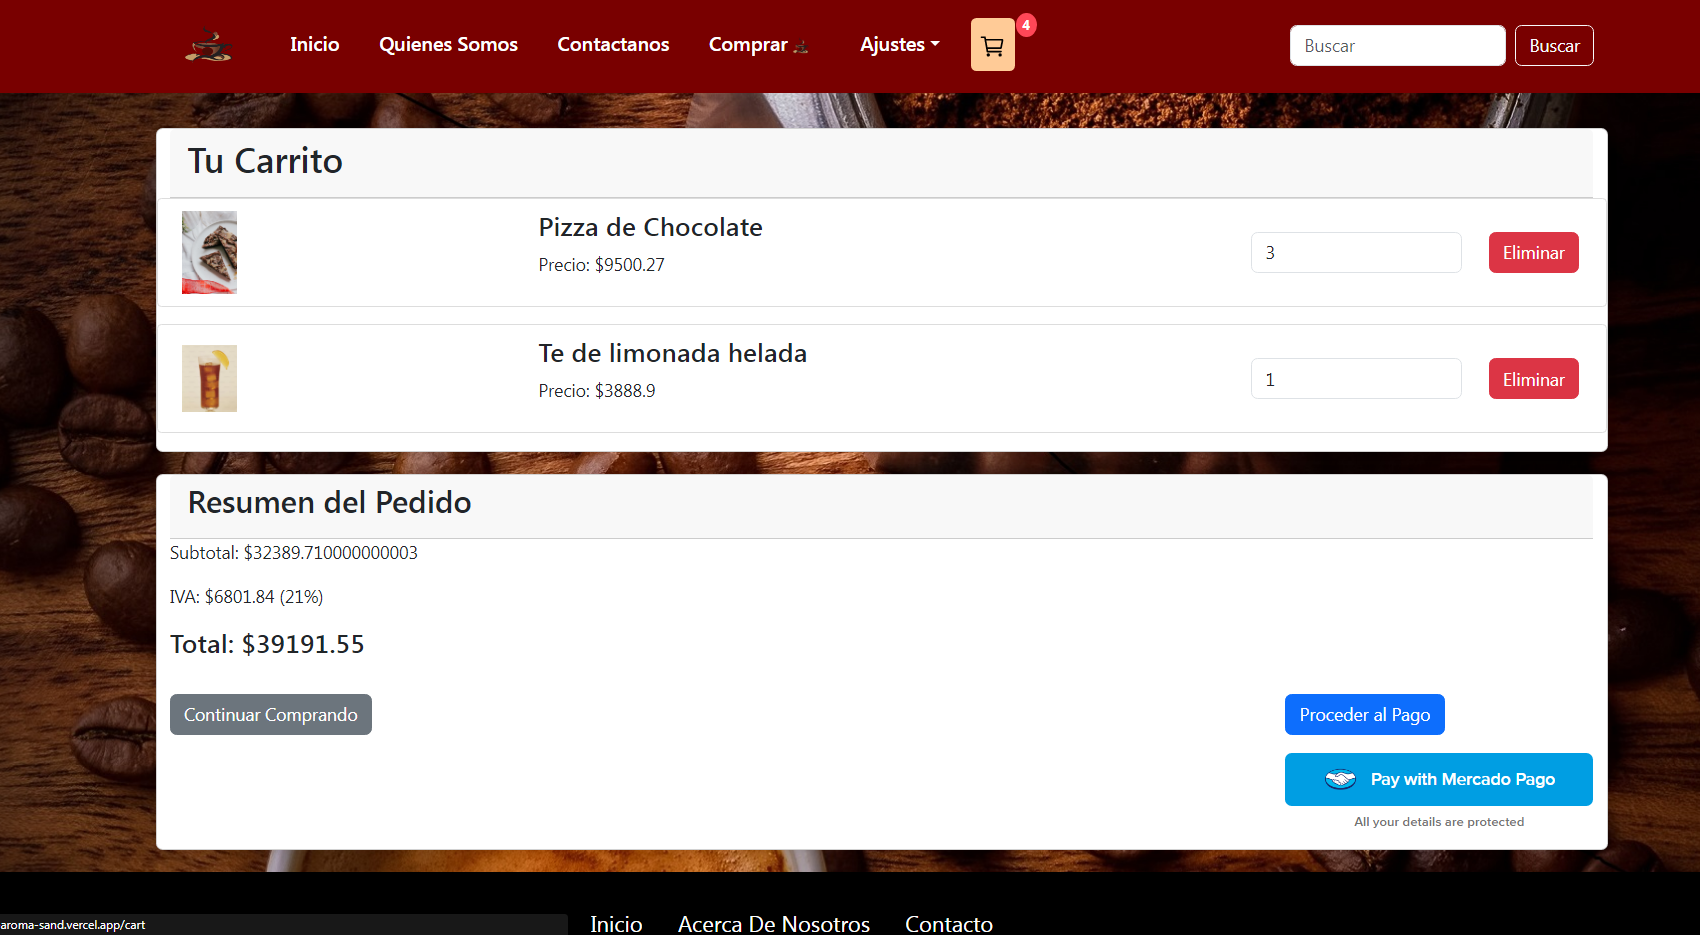 Inicio Quienes Somos Contactanos Comprar Ajustes 4 Buscar Buscar
Tu Carrito
Pizza de Chocolate
Precio: $9500.27
3
Eliminar
Te de limonada helada
Precio: $3888.9
1
Eliminar
Resumen del Pedido
Subtotal: $32389.710000000003
IVA: $6801.84 (21%)
Total: $39191.55
Continuar Comprando Proceder al Pago
Pay with Mercado Pago
All your details are protected
Inicio Acerca De Nosotros Contacto
aroma-sand.vercel.app/cart